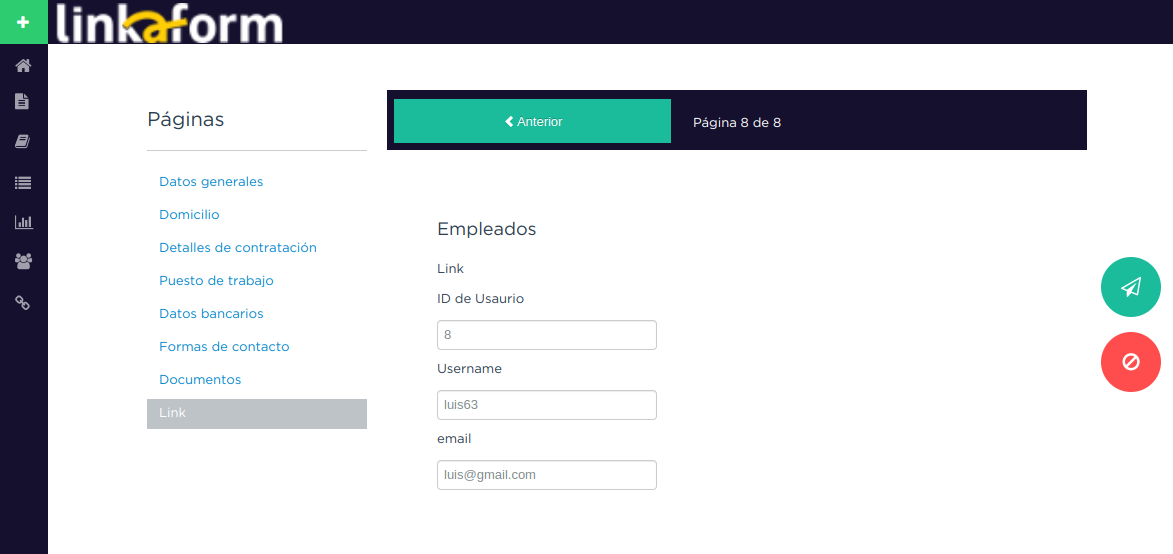 linkaform
Páginas
Datos generales
Domicilio
Detalles de contratación
Puesto de trabajo
Datos bancarios
Formas de contacto
Documentos
Link
Anterior
Página 8 de 8
Empleados
Link
ID de Usaurio
8
Username
luis63
email
luis@gmail.com